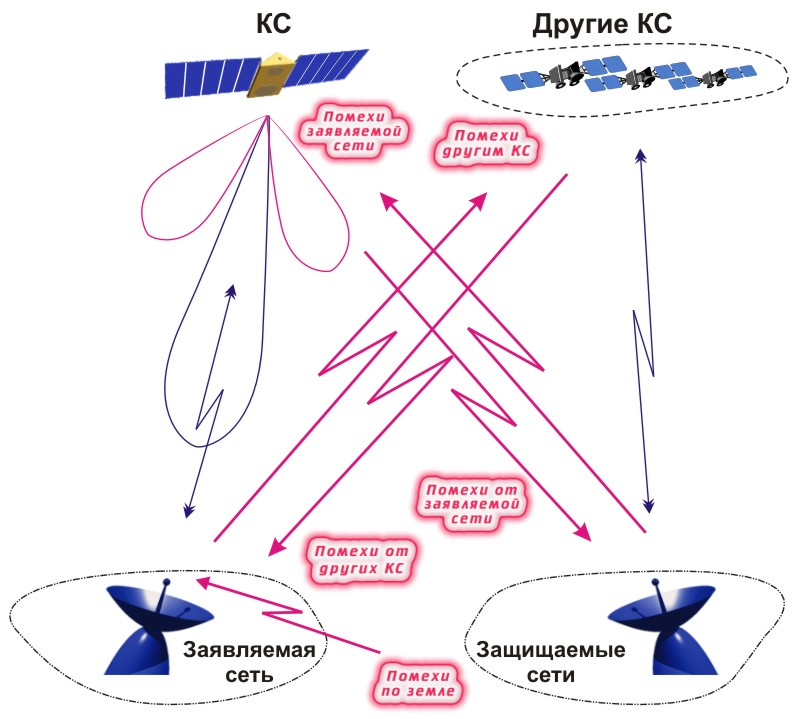 КС
Другие КС
Помехи
заявляемой
сети
Помехи
другим КС
Помехи от
заявляемой
сети
Помехи от
других КС
Заявляемая
сеть
Защищаемые
сети
Помехи
по земле